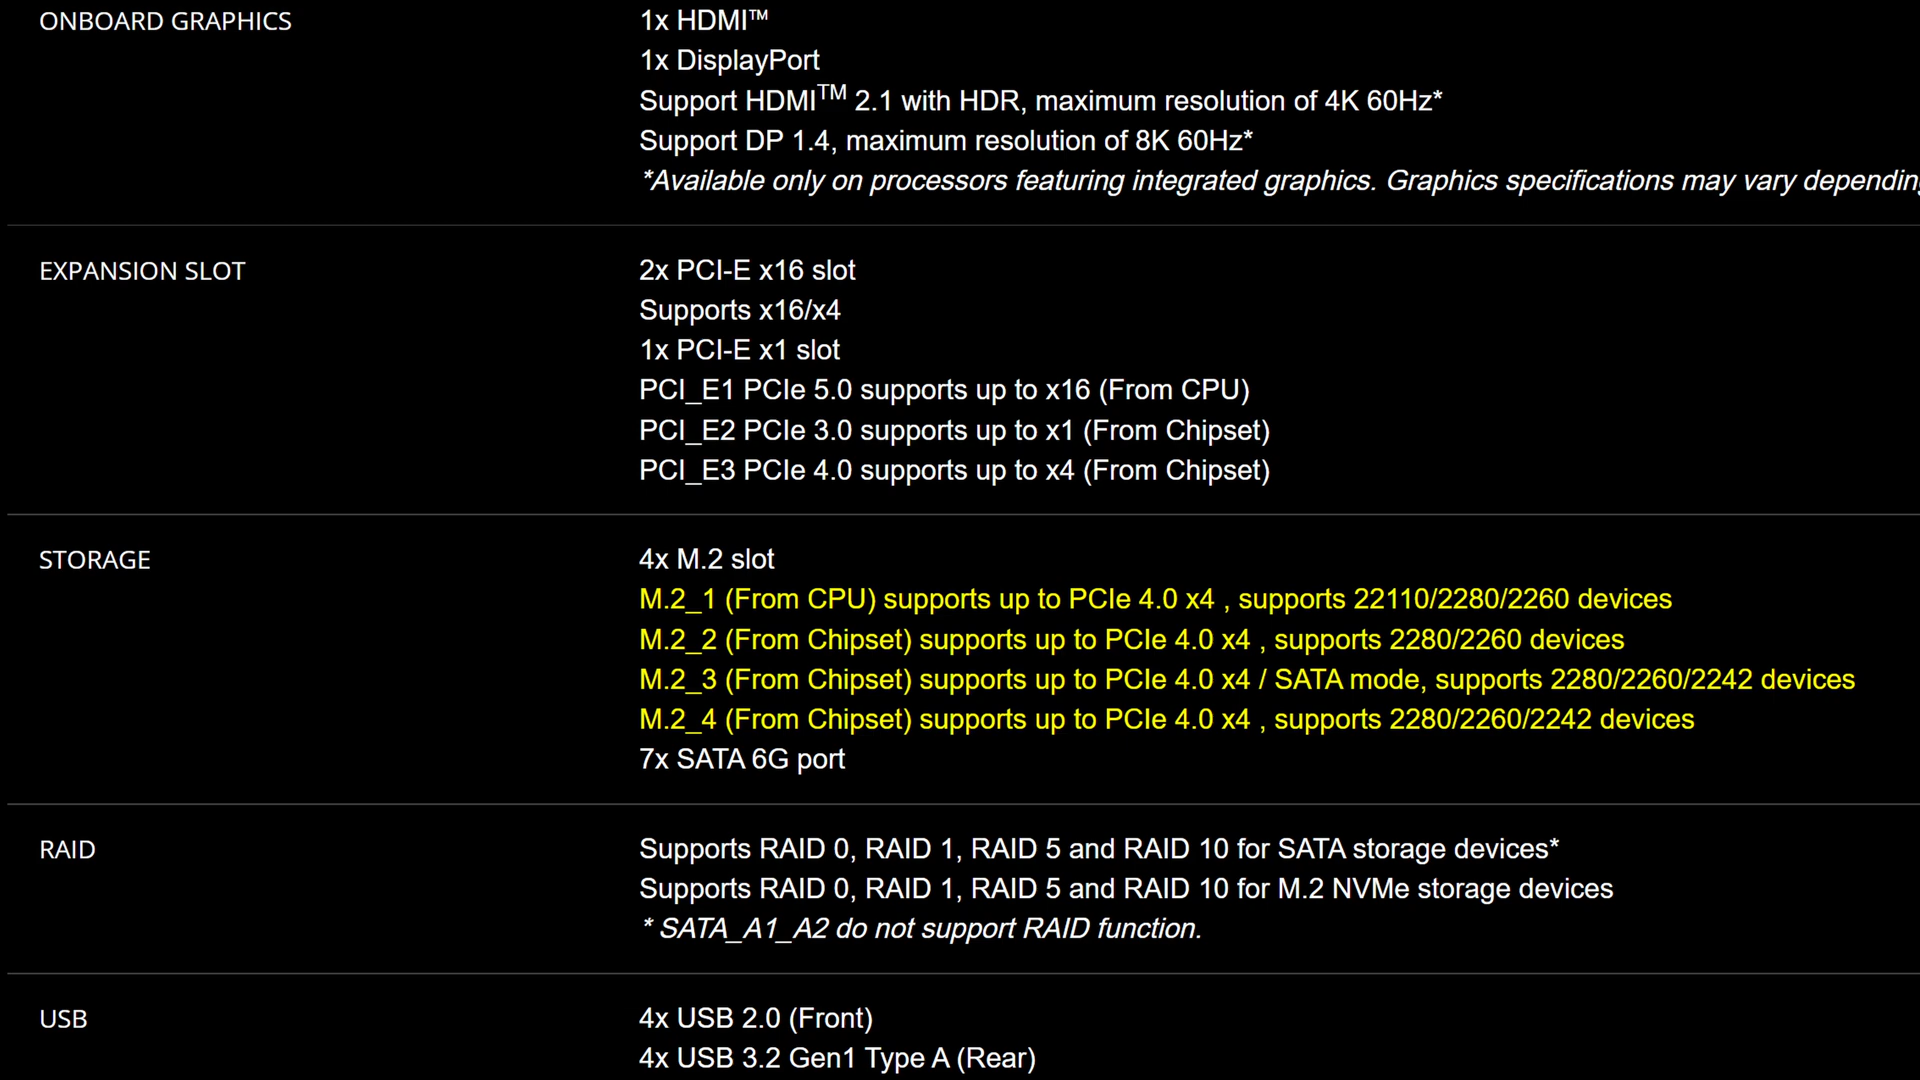 ONBOARD GRAPHICS
1x HDMI™
1x DisplayPort
Support HDMI™ 2.1 with HDR, maximum resolution of 4K 60Hz*
Support DP 1.4, maximum resolution of 8K 60Hz*
*Available only on processors featuring integrated graphics. Graphics specifications may vary depending
EXPANSION SLOT
2x PCI-E x16 slot
Supports x16/x4
1x PCI-E x1 slot
PCI_E1 PCIe 5.0 supports up to x16 (From CPU)
PCI_E2 PCIe 3.0 supports up to x1 (From Chipset)
PCI_E3 PCIe 4.0 supports up to x4 (From Chipset)
STORAGE
4x M.2 slot
M.2_1 (From CPU) supports up to PCIe 4.0 x4 , supports 22110/2280/2260 devices
M.2_2 (From Chipset) supports up to PCIe 4.0 x4 , supports 2280/2260 devices
M.2_3 (From Chipset) supports up to PCIe 4.0 x4 / SATA mode, supports 2280/2260/2242 devices
M.2_4 (From Chipset) supports up to PCIe 4.0 x4 , supports 2280/2260/2242 devices
7x SATA 6G port
RAID
Supports RAID 0, RAID 1, RAID 5 and RAID 10 for SATA storage devices*
Supports RAID 0, RAID 1, RAID 5 and RAID 10 for M.2 NVMe storage devices
* SATA_A1_A2 do not support RAID function.
USB
4x USB 2.0 (Front)
4x USB 3.2 Gen1 Type A (Rear)